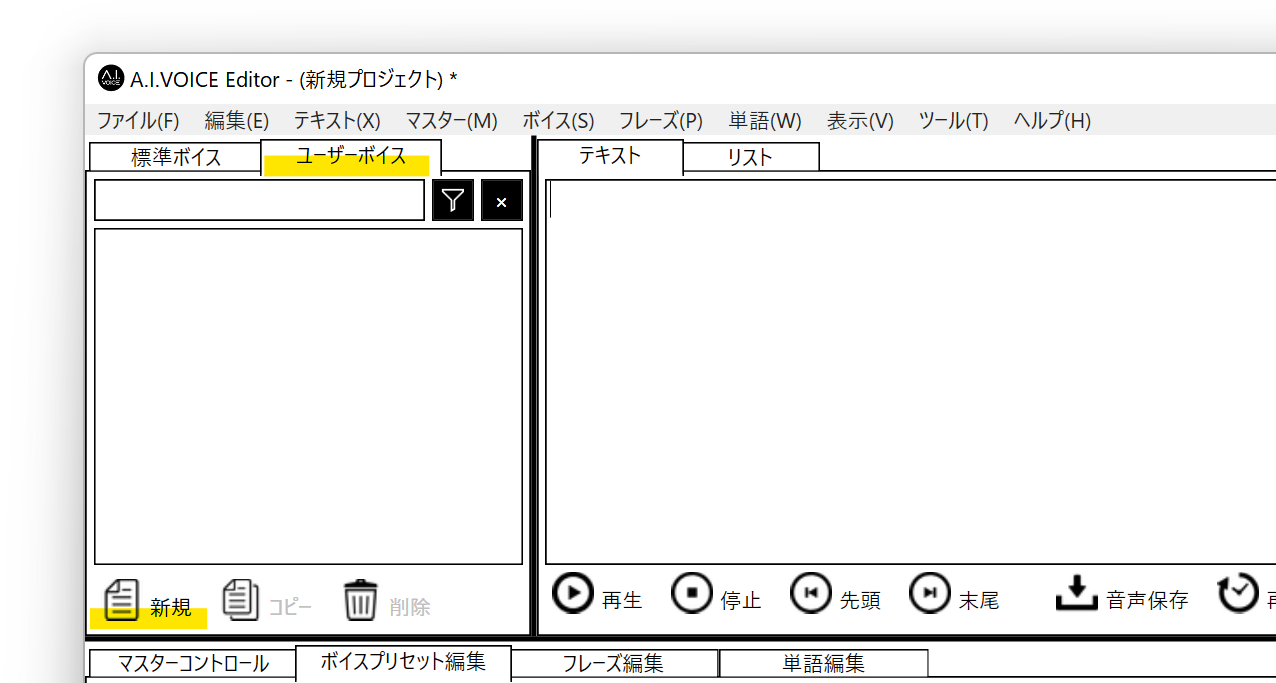 A.I.VOICE Editor - (新規プロジェクト) *
ファイル(F) 編集(E) テキスト(X) マスター(M) ボイス(S) フレーズ(P) 単語(W) 表示(V) ツール(T) ヘルプ(H)
標準ボイス ユーザーボイス
テキスト リスト
新規 コピー 削除
再生 停止 先頭 末尾 音声保存
マスターコントロール ボイスプリセット編集 フレーズ編集 単語編集